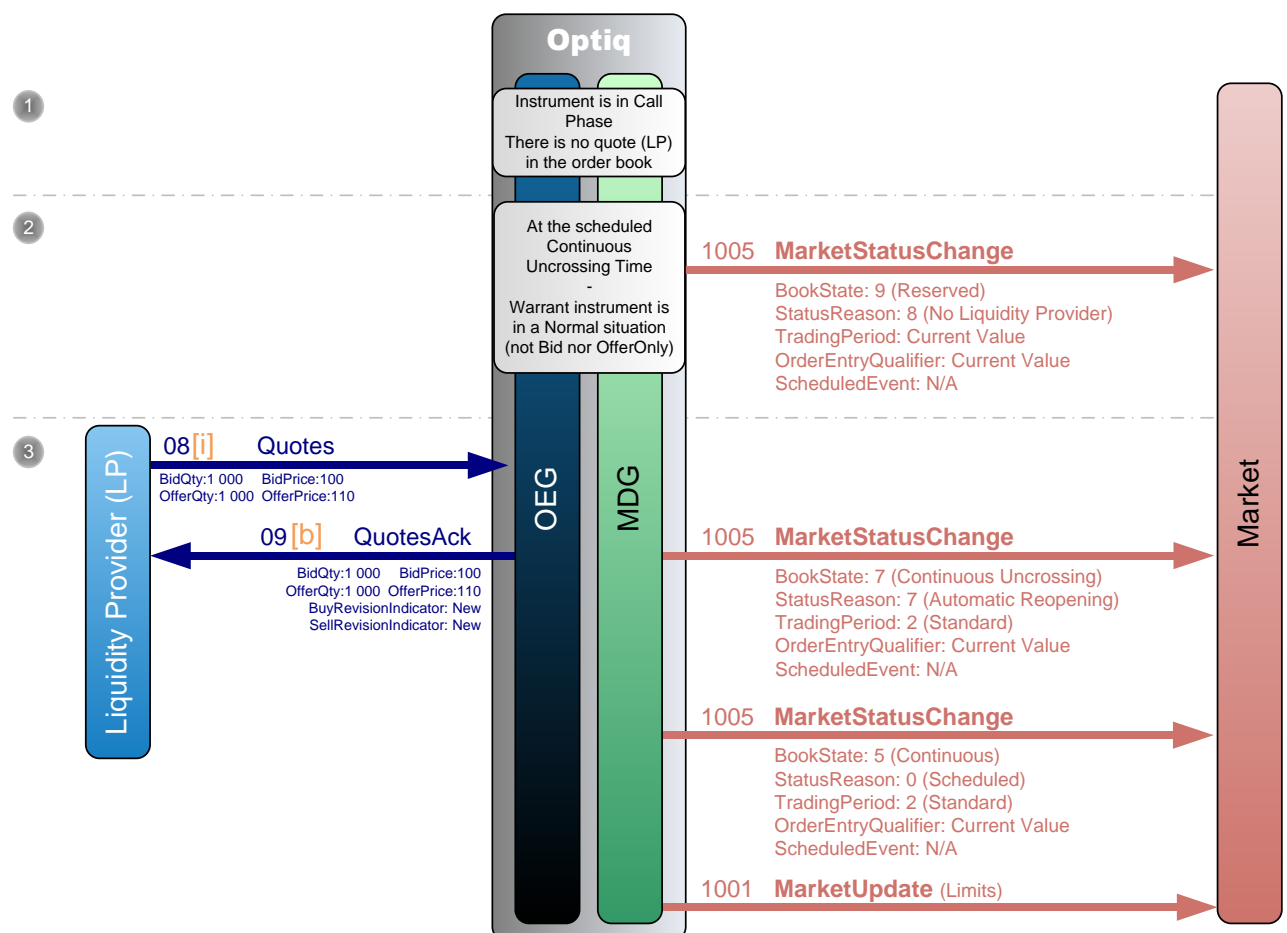 Optiq
1
Instrument is in Call
Phase
There is no quote (LP)
in the order book
2
At the scheduled
Continuous
Uncrossing Time
-
Warrant instrument is
in a Normal situation
(not Bid nor OfferOnly)
1005 MarketStatusChange
BookState: 9 (Reserved)
StatusReason: 8 (No Liquidity Provider)
TradingPeriod: Current Value
OrderEntryQualifier: Current Value
ScheduledEvent: N/A
3
Liquidity Provider (LP)
08[i] Quotes
BidQty:1 000 BidPrice:100
OfferQty:1 000 OfferPrice:110
09[b] QuotesAck
BidQty:1 000 BidPrice:100
OfferQty:1 000 OfferPrice:110
BuyRevisionIndicator: New
SellRevisionIndicator: New
OEG
MDG
Market
1005 MarketStatusChange
BookState: 7 (Continuous Uncrossing)
StatusReason: 7 (Automatic Reopening)
TradingPeriod: 2 (Standard)
OrderEntryQualifier: Current Value
ScheduledEvent: N/A
1005 MarketStatusChange
BookState: 5 (Continuous)
StatusReason: 0 (Scheduled)
TradingPeriod: 2 (Standard)
OrderEntryQualifier: Current Value
ScheduledEvent: N/A
1001 MarketUpdate (Limits)